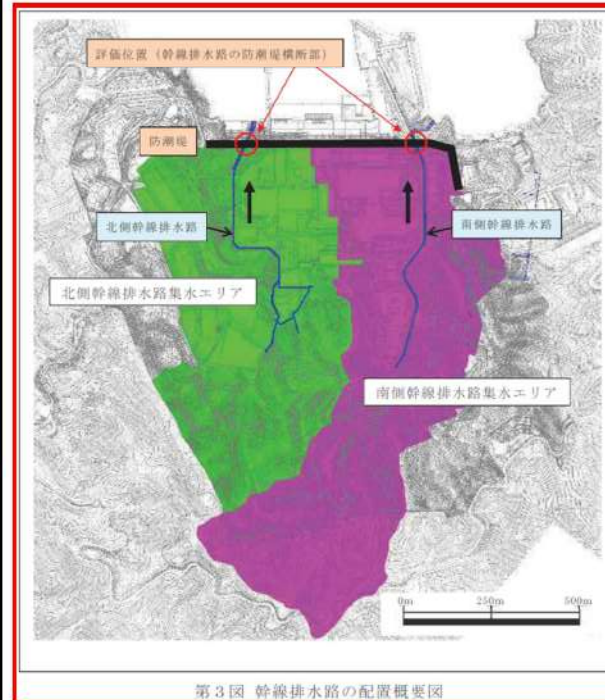 評価位置（幹線排水路の防潮堤横断部）
防潮堤
北側幹線排水路
南側幹線排水路
北側幹線排水路集水エリア
南側幹線排水路集水エリア
0m 250m 500m
第3図 幹線排水路の配置概要図